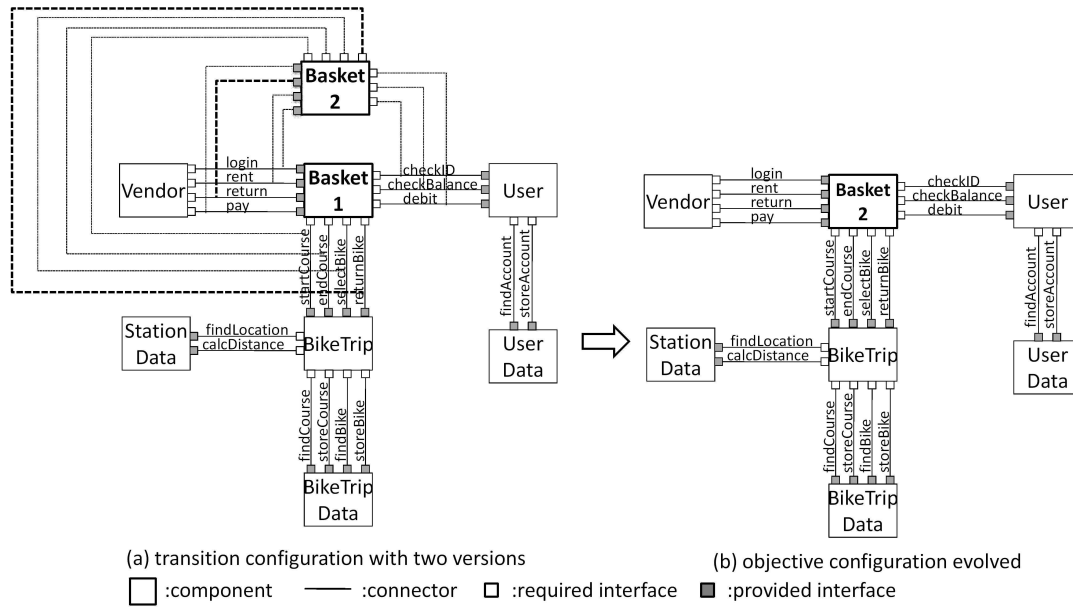 Basket
2
Vendor
login
rent
return
pay
Basket
1
checkID
checkBalance
debit
User
startCourse
endCourse
selectBike
returnBike
findAccount
storeAccount
Station
Data
findLocation
calcDistance
BikeTrip
User
Data
findCourse
storeCourse
findBike
storeBike
BikeTrip
Data
Vendor
login
rent
return
pay
Basket
2
checkID
checkBalance
debit
User
startCourse
endCourse
selectBike
returnBike
findAccount
storeAccount
Station
Data
findLocation
calcDistance
BikeTrip
User
Data
findCourse
storeCourse
findBike
storeBike
BikeTrip
Data
(a) transition configuration with two versions
(b) objective configuration evolved
:component :connector :required interface :provided interface